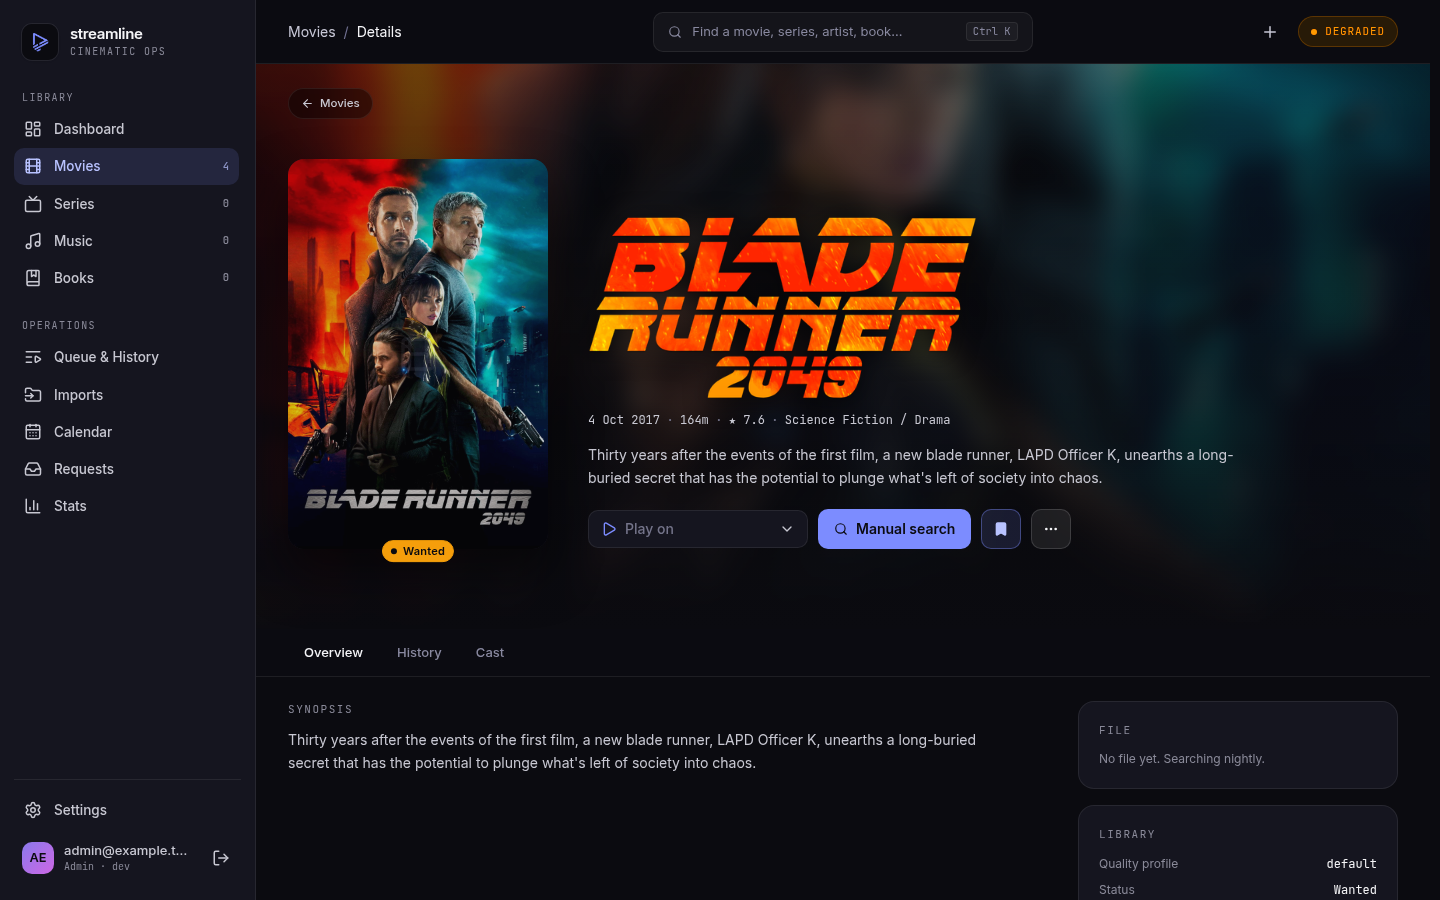 streamline
CINEMATIC OPS
LIBRARY
Dashboard
Movies 4
Series 0
Music 0
Books 0
OPERATIONS
Queue & History
Imports
Calendar
Requests
Stats
Settings
AE
admin@example.t...
Admin · dev
Movies / Details
Find a movie, series, artist, book...
Ctrl K
DEGRADED
Movies
BLADE RUNNER
2049
Wanted
BLADE
RUNNER
2049
4 Oct 2017 · 164m · ★ 7.6 · Science Fiction / Drama
Thirty years after the events of the first film, a new blade runner, LAPD Officer K, unearths a long-
buried secret that has the potential to plunge what's left of society into chaos.
Play on
Manual search
Overview History Cast
SYNOPSIS
Thirty years after the events of the first film, a new blade runner, LAPD Officer K, unearths a long-buried
secret that has the potential to plunge what's left of society into chaos.
FILE
No file yet. Searching nightly.
LIBRARY
Quality profile default
Status Wanted